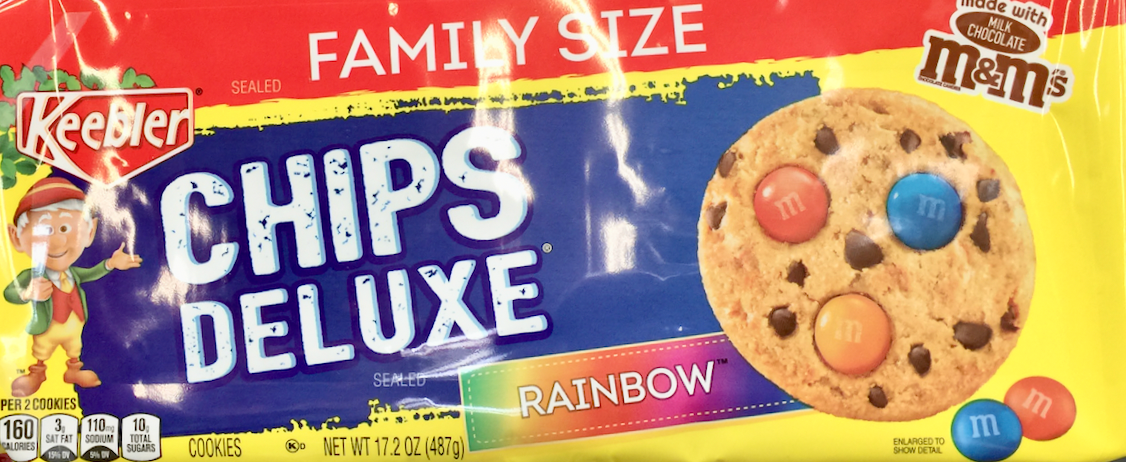 FAMILY SIZE
made with
MILK
CHOCOLATE
m&m's
SEALED
Keebler
CHIPS
DELUXE®
m
m
m
SEALED
RAINBOW™
m
m
TM
PER 2 COOKIES
160
CALORIES
3g
SAT FAT
15% DV
110mg
SODIUM
5% DV
10g
TOTAL
SUGARS
COOKIES
K D
NET WT 17.2 OZ (487g)
ENLARGED TO
SHOW DETAIL